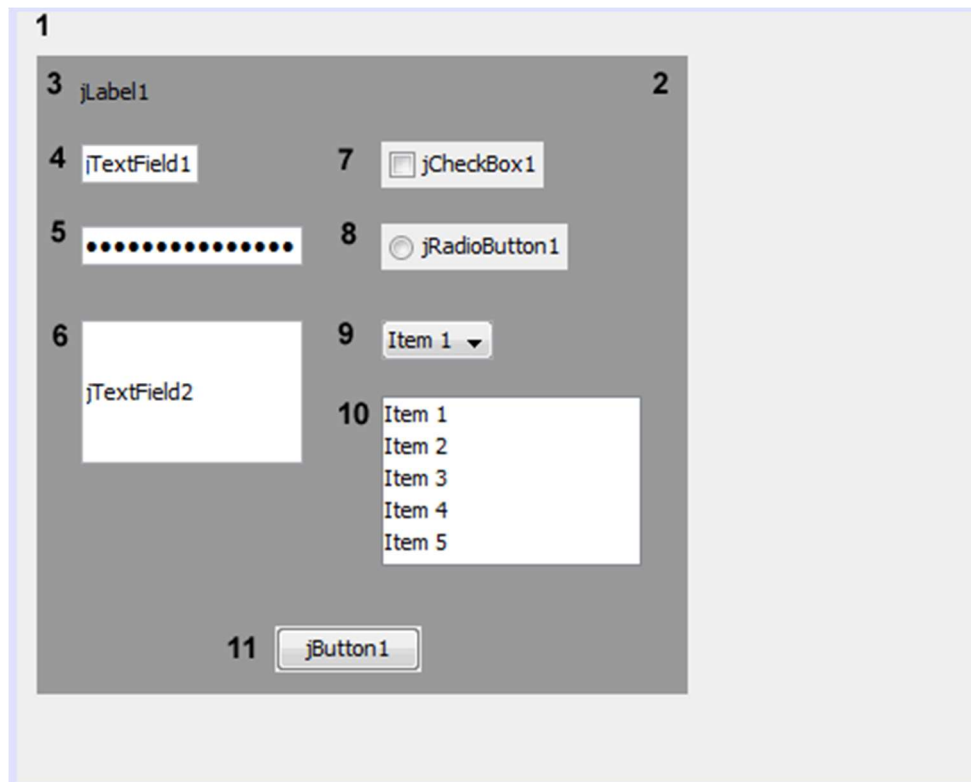 1
3 jLabel1 2
4 jTextField1 7 jCheckBox1
5 ●●●●●●●●●●●●●●● 8 jRadioButton1
6 jTextField2 9 Item 1
10 Item 1
Item 2
Item 3
Item 4
Item 5
11 jButton1